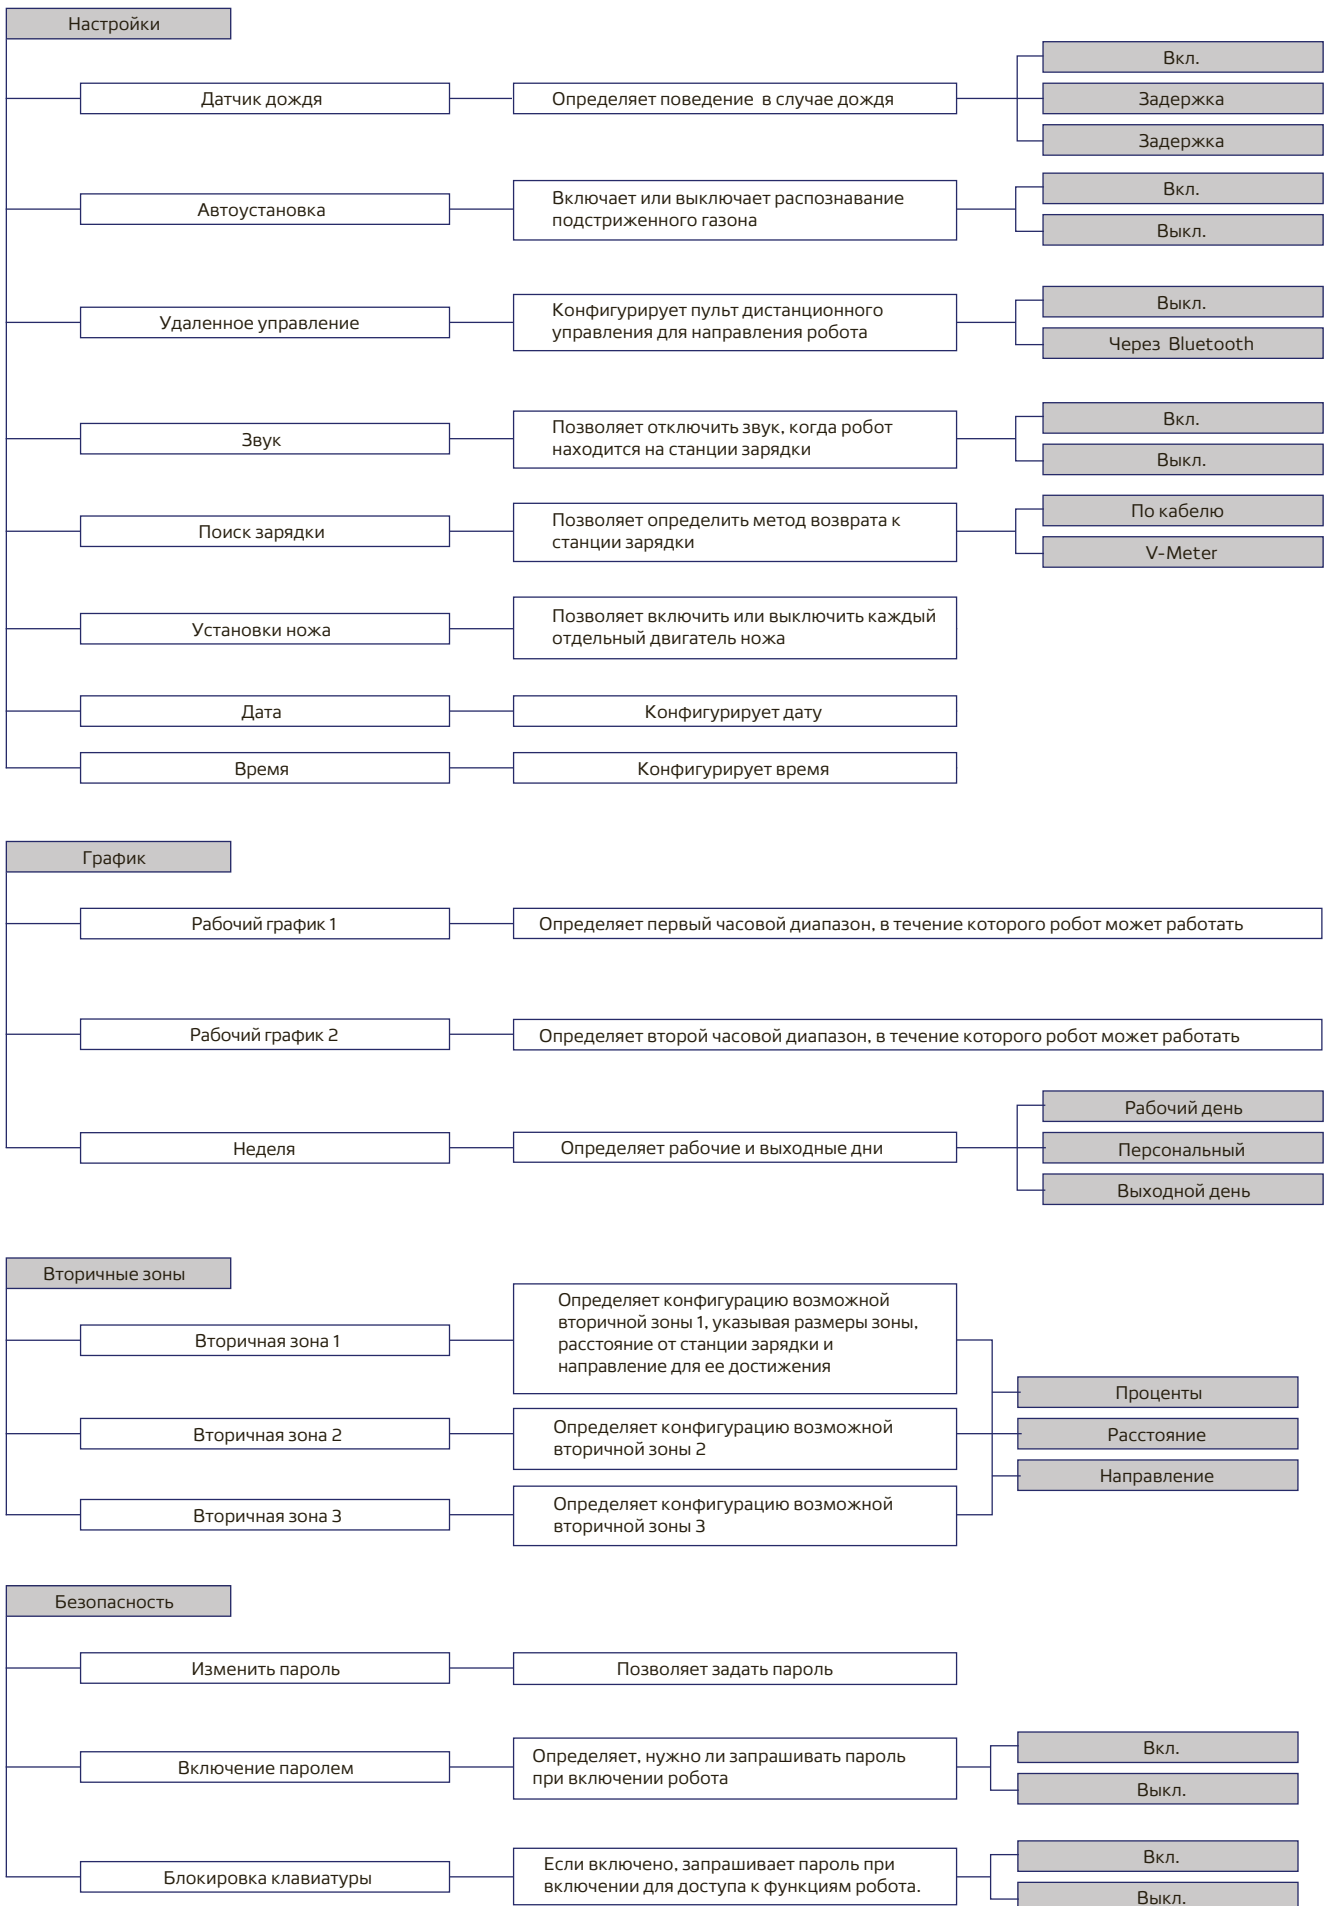 Настройки
Датчик дождя
Определяет поведение в случае дождя
Вкл.
Задержка
Задержка
Автоустановка
Включает или выключает распознавание
подстриженного газона
Вкл.
Выкл.
Удаленное управление
Конфигурирует пульт дистанционного
управления для направления робота
Выкл.
Через Bluetooth
Звук
Позволяет отключить звук, когда робот
находится на станции зарядки
Вкл.
Выкл.
Поиск зарядки
Позволяет определить метод возврата к
станции зарядки
По кабелю
V-Meter
Установки ножа
Позволяет включить или выключить каждый
отдельный двигатель ножа
Дата
Конфигурирует дату
Время
Конфигурирует время
График
Рабочий график 1
Определяет первый часовой диапазон, в течение которого робот может работать
Рабочий график 2
Определяет второй часовой диапазон, в течение которого робот может работать
Неделя
Определяет рабочие и выходные дни
Рабочий день
Персональный
Выходной день
Вторичные зоны
Вторичная зона 1
Определяет конфигурацию возможной
вторичной зоны 1, указывая размеры зоны,
расстояние от станции зарядки и
направление для ее достижения
Вторичная зона 2
Определяет конфигурацию возможной
вторичной зоны 2
Вторичная зона 3
Определяет конфигурацию возможной
вторичной зоны 3
Проценты
Расстояние
Направление
Безопасность
Изменить пароль
Позволяет задать пароль
Включение паролем
Определяет, нужно ли запрашивать пароль
при включении робота
Вкл.
Выкл.
Блокировка клавиатуры
Если включено, запрашивает пароль при
включении для доступа к функциям робота.
Вкл.
Выкл.